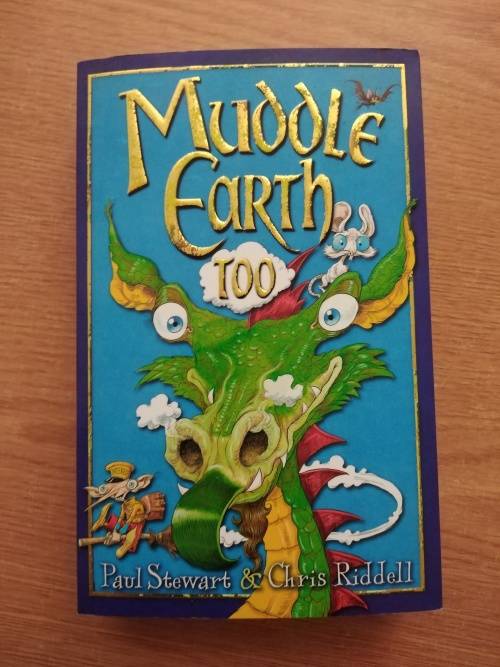 Muddle
Earth
TOO
Paul Stewart & Chris Riddell